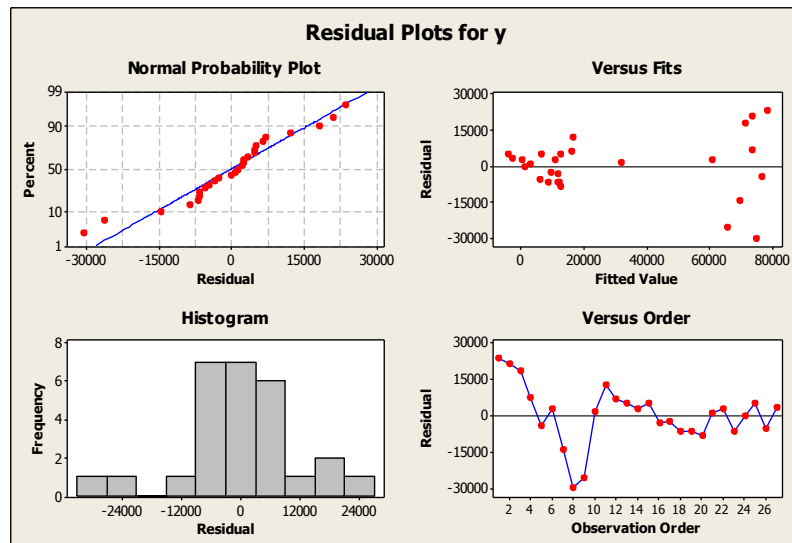 Residual Plots for y
Normal Probability Plot
99
90
50
10
1
Percent
-30000 -15000 0 15000 30000
Residual
Versus Fits
30000
15000
0
-15000
-30000
Residual
0 20000 40000 60000 80000
Fitted Value
Histogram
8
6
4
2
0
Frequency
-24000 -12000 0 12000 24000
Residual
Versus Order
30000
15000
0
-15000
-30000
Residual
2 4 6 8 10 12 14 16 18 20 22 24 26
Observation Order